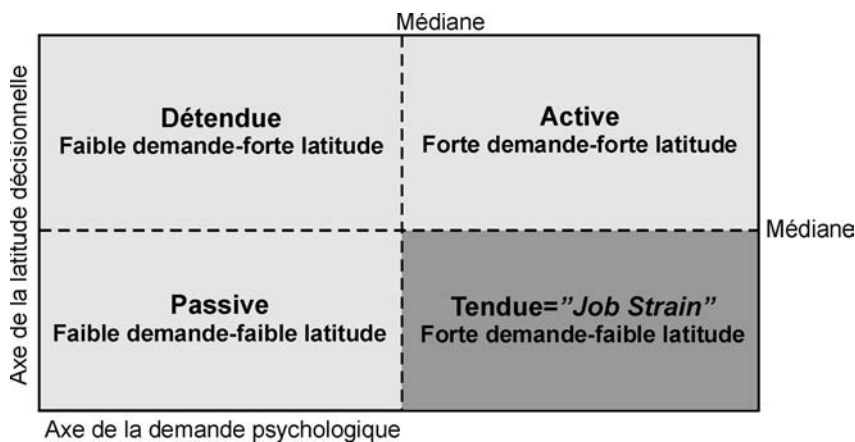 Médiane
Axe de la latitude décisionnelle
Détendue
Faible demande-forte latitude
Active
Forte demande-forte latitude
Médiane
Passive
Faible demande-faible latitude
Tendue=”Job Strain”
Forte demande-faible latitude
Axe de la demande psychologique